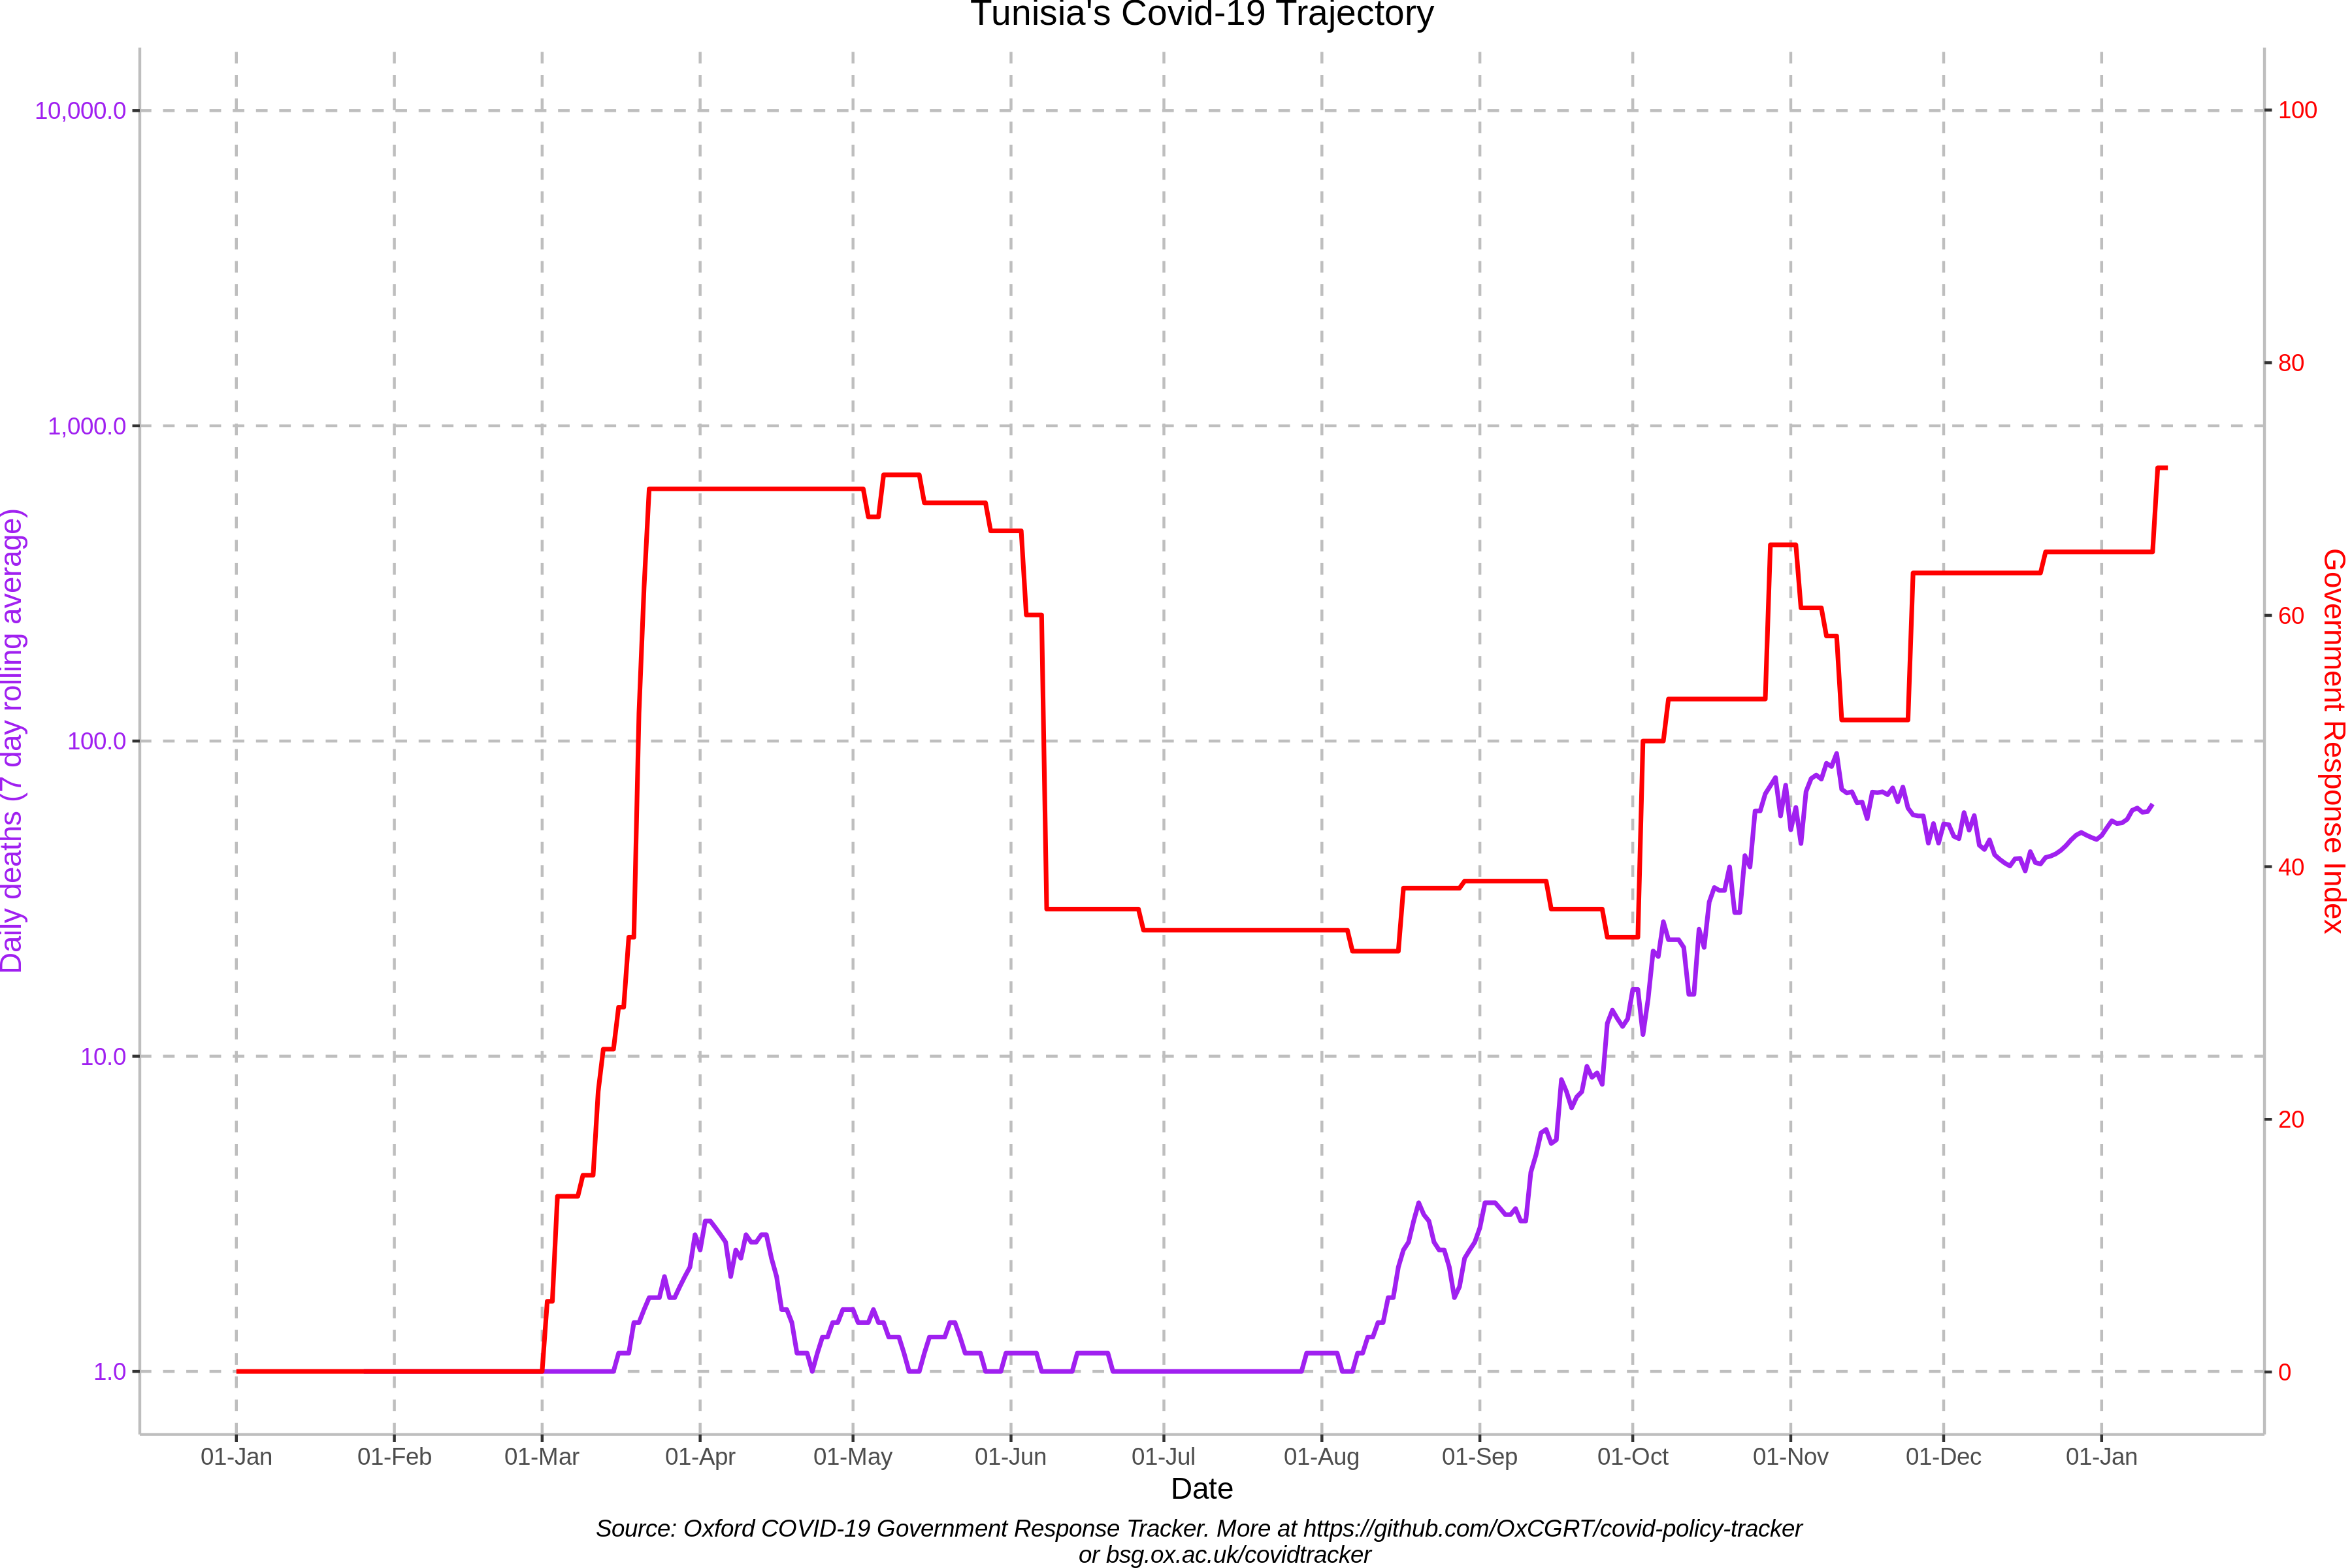 Tunisia's Covid-19 Trajectory
10,000.0
1,000.0
100.0
10.0
1.0
Daily deaths (7 day rolling average)
100
80
60
40
20
0
Government Response Index
01-Jan
01-Feb
01-Mar
01-Apr
01-May
01-Jun
01-Jul
01-Aug
01-Sep
01-Oct
01-Nov
01-Dec
01-Jan
Date
Source: Oxford COVID-19 Government Response Tracker. More at https://github.com/OxCGRT/covid-policy-tracker
or bsg.ox.ac.uk/covidtracker